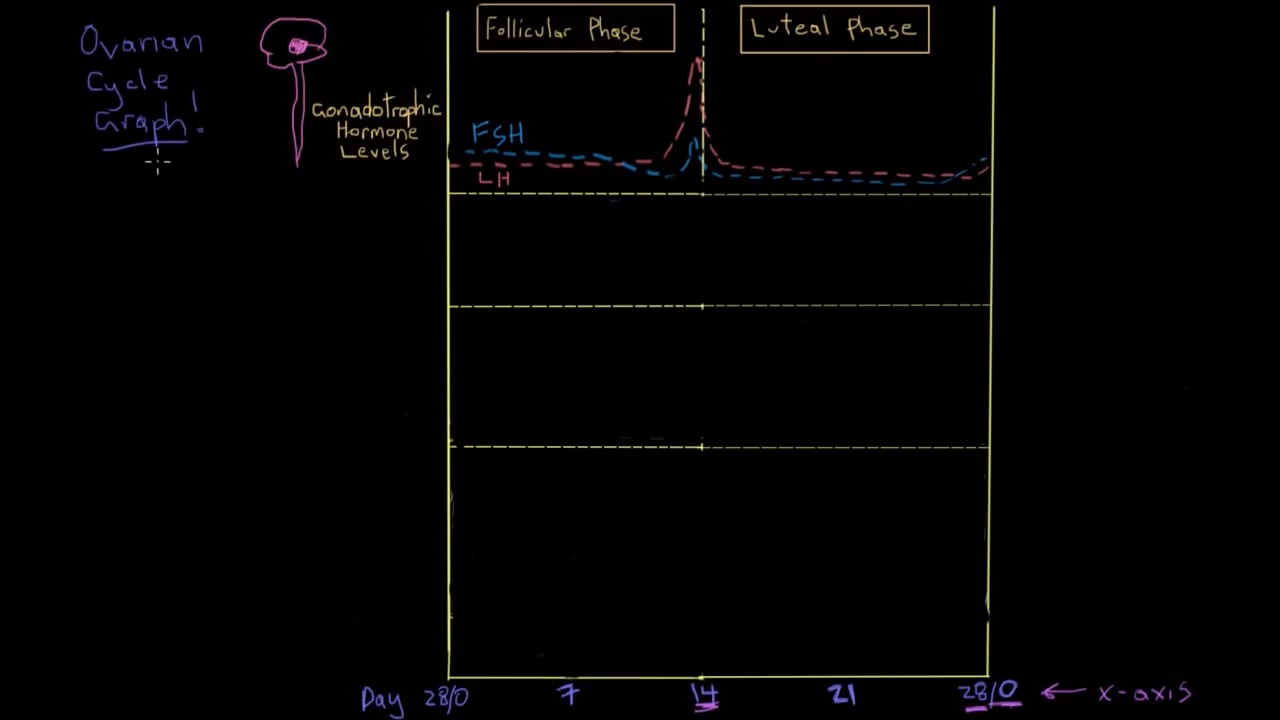 Ovarian
Cycle
Graph!
Gonadotrophic
Hormone
Levels
Follicular Phase
Luteal Phase
FSH
LH
Day 28/0 7 14 21 28/0 ← x-axis